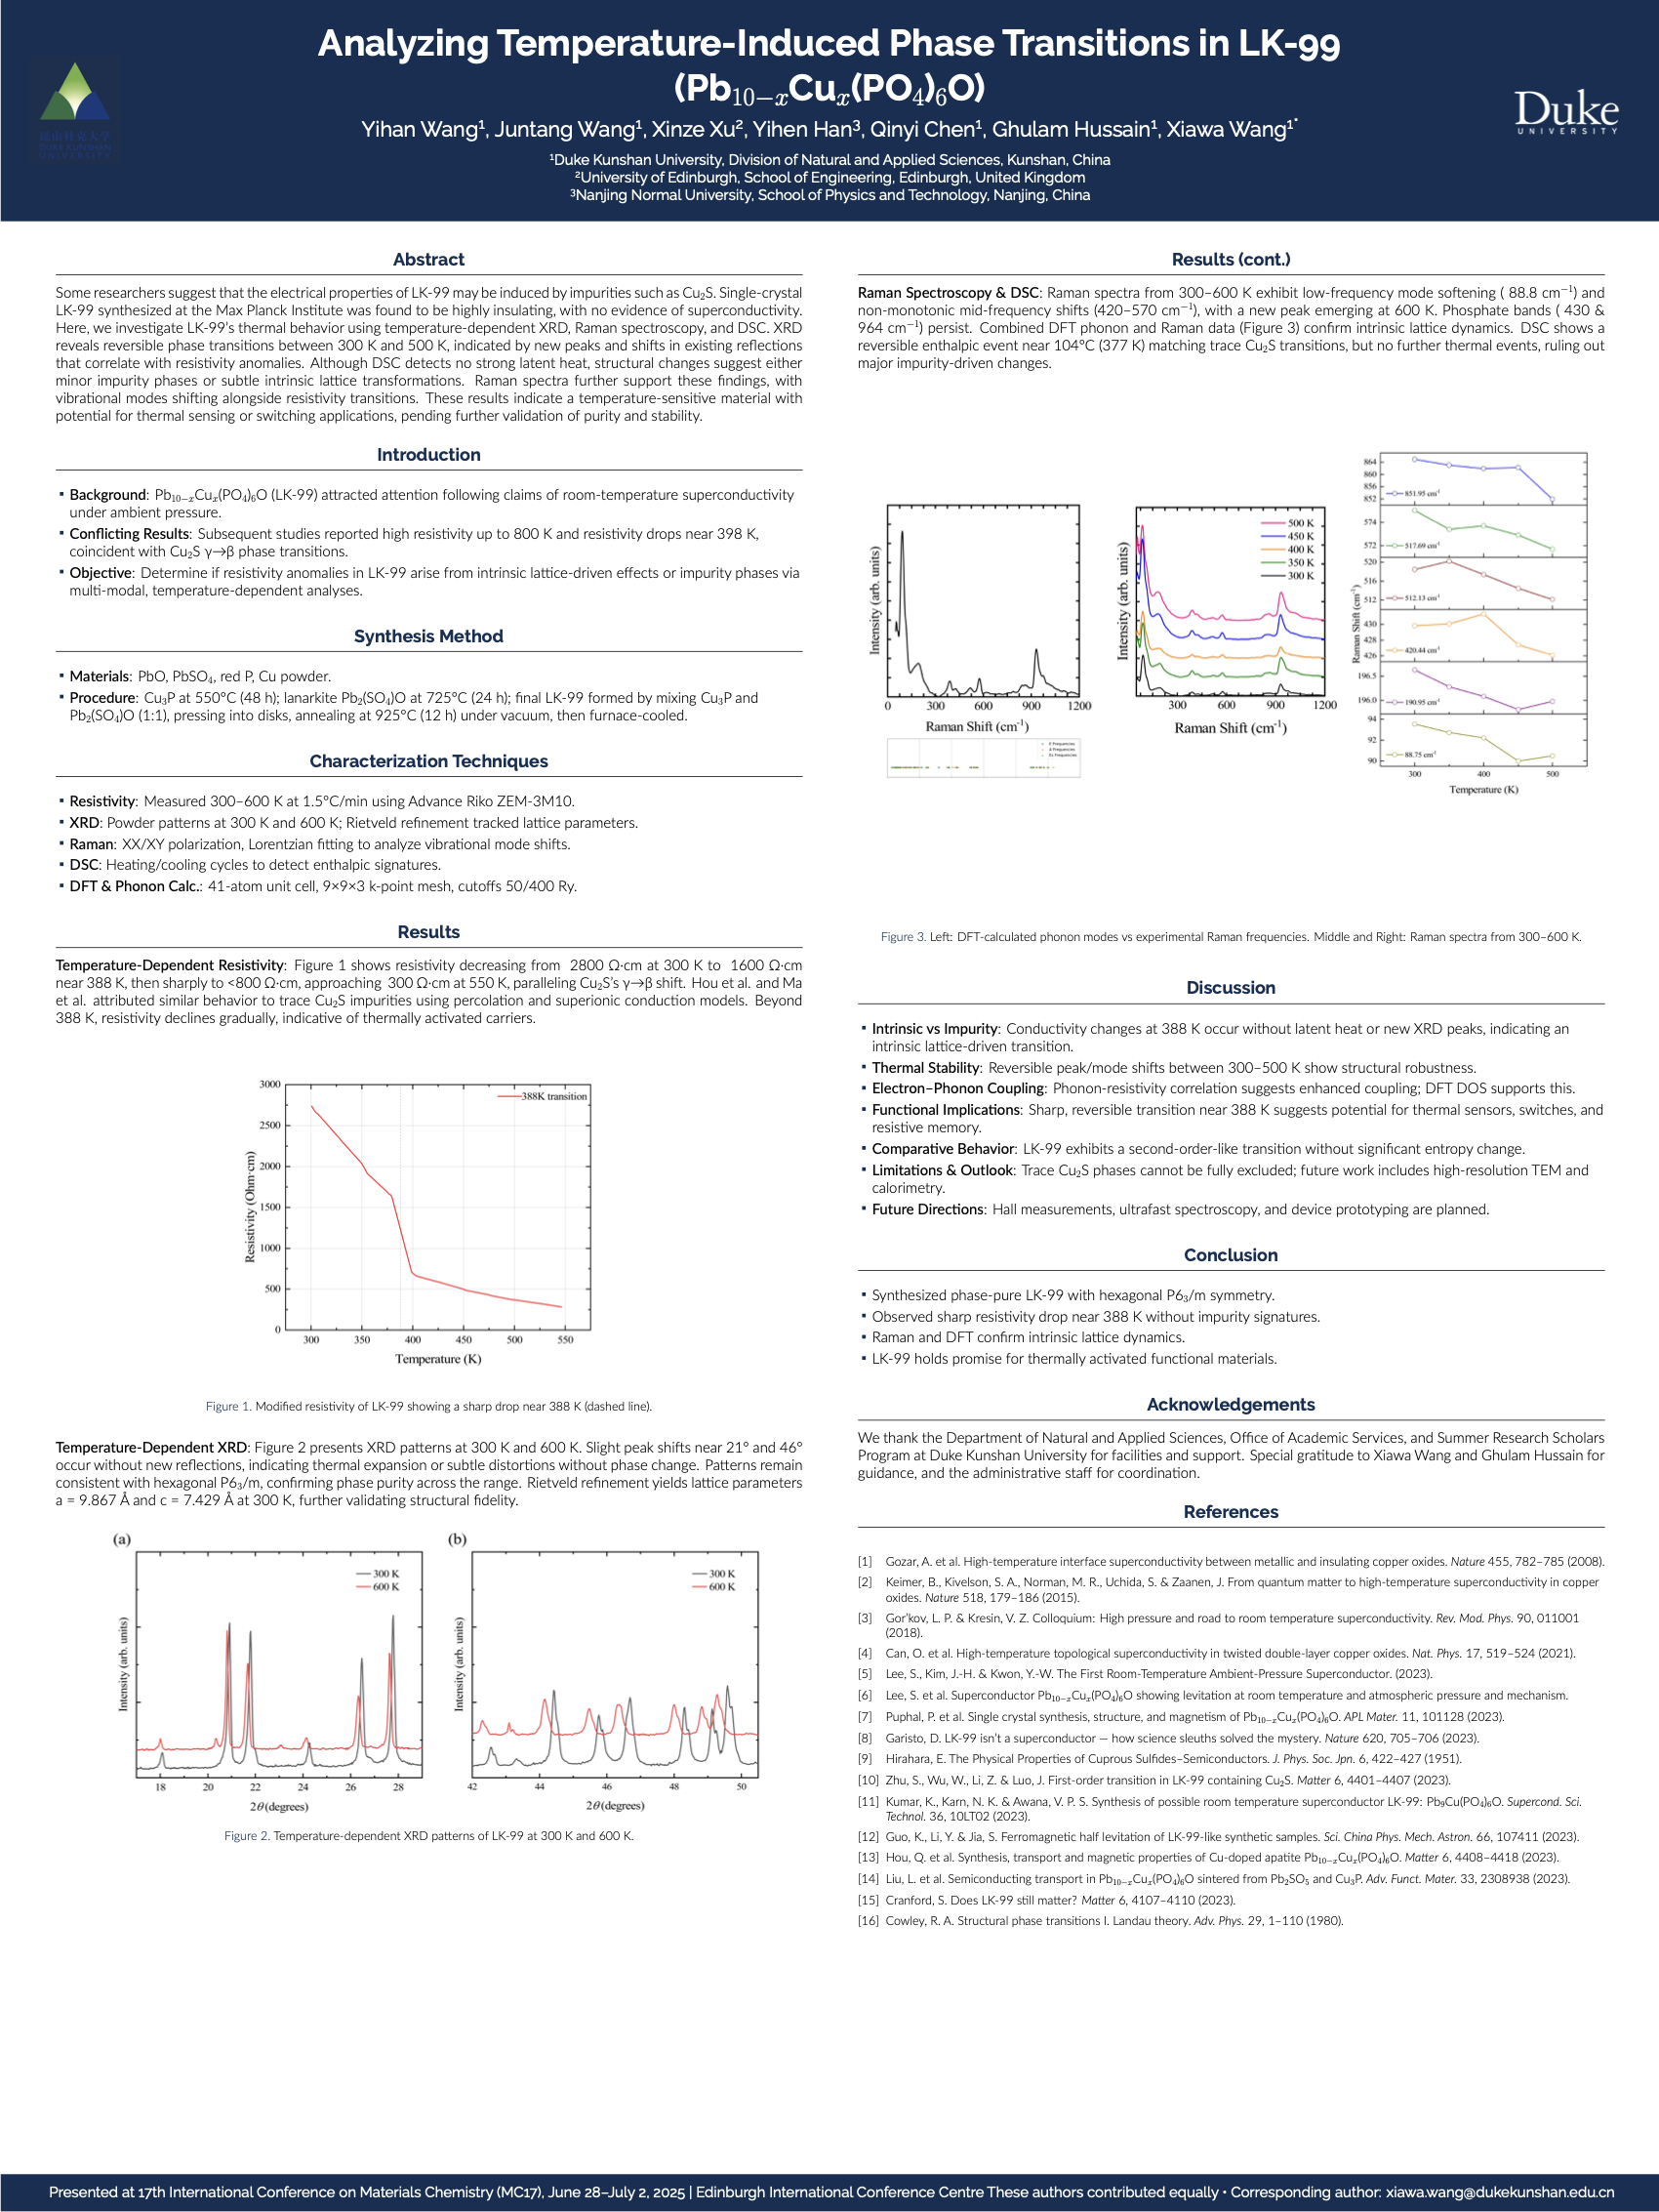 Analyzing Temperature-Induced Phase Transitions in LK-99
(Pb₁₀₋ₓCuₓ(PO₄)₆O)
Yihan Wang¹, Juntang Wang¹, Xinze Xu², Yihen Han³, Qinyi Chen¹, Ghulam Hussain¹, Xiawa Wang¹*
¹Duke Kunshan University, Division of Natural and Applied Sciences, Kunshan, China
²University of Edinburgh, School of Engineering, Edinburgh, United Kingdom
³Nanjing Normal University, School of Physics and Technology, Nanjing, China
昆山杜克大学
DUKE KUNSHAN
UNIVERSITY
Duke
UNIVERSITY
Abstract
Some researchers suggest that the electrical properties of LK-99 may be induced by impurities such as Cu₂S. Single-crystal
LK-99 synthesized at the Max Planck Institute was found to be highly insulating, with no evidence of superconductivity.
Here, we investigate LK-99's thermal behavior using temperature-dependent XRD, Raman spectroscopy, and DSC. XRD
reveals reversible phase transitions between 300 K and 500 K, indicated by new peaks and shifts in existing reflections
that correlate with resistivity anomalies. Although DSC detects no strong latent heat, structural changes suggest either
minor impurity phases or subtle intrinsic lattice transformations. Raman spectra further support these findings, with
vibrational modes shifting alongside resistivity transitions. These results indicate a temperature-sensitive material with
potential for thermal sensing or switching applications, pending further validation of purity and stability.
Introduction
▪ Background: Pb₁₀₋ₓCuₓ(PO₄)₆O (LK-99) attracted attention following claims of room-temperature superconductivity
under ambient pressure.
▪ Conflicting Results: Subsequent studies reported high resistivity up to 800 K and resistivity drops near 398 K,
coincident with Cu₂S γ→β phase transitions.
▪ Objective: Determine if resistivity anomalies in LK-99 arise from intrinsic lattice-driven effects or impurity phases via
multi-modal, temperature-dependent analyses.
Synthesis Method
▪ Materials: PbO, PbSO₄, red P, Cu powder.
▪ Procedure: Cu₃P at 550°C (48 h); lanarkite Pb₂(SO₄)O at 725°C (24 h); final LK-99 formed by mixing Cu₃P and
Pb₂(SO₄)O (1:1), pressing into disks, annealing at 925°C (12 h) under vacuum, then furnace-cooled.
Characterization Techniques
▪ Resistivity: Measured 300–600 K at 1.5°C/min using Advance Riko ZEM-3M10.
▪ XRD: Powder patterns at 300 K and 600 K; Rietveld refinement tracked lattice parameters.
▪ Raman: XX/XY polarization, Lorentzian fitting to analyze vibrational mode shifts.
▪ DSC: Heating/cooling cycles to detect enthalpic signatures.
▪ DFT & Phonon Calc.: 41-atom unit cell, 9×9×3 k-point mesh, cutoffs 50/400 Ry.
Results
Temperature-Dependent Resistivity: Figure 1 shows resistivity decreasing from 2800 Ω·cm at 300 K to 1600 Ω·cm
near 388 K, then sharply to <800 Ω·cm, approaching 300 Ω·cm at 550 K, paralleling Cu₂S's γ→β shift. Hou et al. and Ma
et al. attributed similar behavior to trace Cu₂S impurities using percolation and superionic conduction models. Beyond
388 K, resistivity declines gradually, indicative of thermally activated carriers.
3000
2500
2000
1500
1000
500
0
Resistivity (Ohm·cm)
388K transition
300 350 400 450 500 550
Temperature (K)
Figure 1. Modified resistivity of LK-99 showing a sharp drop near 388 K (dashed line).
Temperature-Dependent XRD: Figure 2 presents XRD patterns at 300 K and 600 K. Slight peak shifts near 21° and 46°
occur without new reflections, indicating thermal expansion or subtle distortions without phase change. Patterns remain
consistent with hexagonal P6₃/m, confirming phase purity across the range. Rietveld refinement yields lattice parameters
a = 9.867 Å and c = 7.429 Å at 300 K, further validating structural fidelity.
(a)
Intensity (arb. units)
300 K
600 K
18 20 22 24 26 28
2θ(degrees)
(b)
Intensity (arb. units)
300 K
600 K
42 44 46 48 50
2θ(degrees)
Figure 2. Temperature-dependent XRD patterns of LK-99 at 300 K and 600 K.
Results (cont.)
Raman Spectroscopy & DSC: Raman spectra from 300–600 K exhibit low-frequency mode softening ( 88.8 cm⁻¹) and
non-monotonic mid-frequency shifts (420–570 cm⁻¹), with a new peak emerging at 600 K. Phosphate bands ( 430 &
964 cm⁻¹) persist. Combined DFT phonon and Raman data (Figure 3) confirm intrinsic lattice dynamics. DSC shows a
reversible enthalpic event near 104°C (377 K) matching trace Cu₂S transitions, but no further thermal events, ruling out
major impurity-driven changes.
Intensity (arb. units)
0 300 600 900 1200
Raman Shift (cm⁻¹)
E Frequencies
A Frequencies
Intensity (arb. units)
500 K
450 K
400 K
350 K
300 K
300 600 900 1200
Raman Shift (cm⁻¹)
Raman Shift (cm⁻¹)
864
860
856
852
851.95 cm⁻¹
574
572
517.69 cm⁻¹
520
516
512
512.13 cm⁻¹
430
428
426
420.44 cm⁻¹
196.5
196.0
190.95 cm⁻¹
94
92
90
88.75 cm⁻¹
300 400 500
Temperature (K)
Figure 3. Left: DFT-calculated phonon modes vs experimental Raman frequencies. Middle and Right: Raman spectra from 300–600 K.
Discussion
▪ Intrinsic vs Impurity: Conductivity changes at 388 K occur without latent heat or new XRD peaks, indicating an
intrinsic lattice-driven transition.
▪ Thermal Stability: Reversible peak/mode shifts between 300–500 K show structural robustness.
▪ Electron–Phonon Coupling: Phonon-resistivity correlation suggests enhanced coupling; DFT DOS supports this.
▪ Functional Implications: Sharp, reversible transition near 388 K suggests potential for thermal sensors, switches, and
resistive memory.
▪ Comparative Behavior: LK-99 exhibits a second-order-like transition without significant entropy change.
▪ Limitations & Outlook: Trace Cu₂S phases cannot be fully excluded; future work includes high-resolution TEM and
calorimetry.
▪ Future Directions: Hall measurements, ultrafast spectroscopy, and device prototyping are planned.
Conclusion
▪ Synthesized phase-pure LK-99 with hexagonal P6₃/m symmetry.
▪ Observed sharp resistivity drop near 388 K without impurity signatures.
▪ Raman and DFT confirm intrinsic lattice dynamics.
▪ LK-99 holds promise for thermally activated functional materials.
Acknowledgements
We thank the Department of Natural and Applied Sciences, Office of Academic Services, and Summer Research Scholars
Program at Duke Kunshan University for facilities and support. Special gratitude to Xiawa Wang and Ghulam Hussain for
guidance, and the administrative staff for coordination.
References
[1] Gozar, A. et al. High-temperature interface superconductivity between metallic and insulating copper oxides. Nature 455, 782–785 (2008).
[2] Keimer, B., Kivelson, S. A., Norman, M. R., Uchida, S. & Zaanen, J. From quantum matter to high-temperature superconductivity in copper
oxides. Nature 518, 179–186 (2015).
[3] Gor'kov, L. P. & Kresin, V. Z. Colloquium: High pressure and road to room temperature superconductivity. Rev. Mod. Phys. 90, 011001
(2018).
[4] Can, O. et al. High-temperature topological superconductivity in twisted double-layer copper oxides. Nat. Phys. 17, 519–524 (2021).
[5] Lee, S., Kim, J.-H. & Kwon, Y.-W. The First Room-Temperature Ambient-Pressure Superconductor. (2023).
[6] Lee, S. et al. Superconductor Pb₁₀₋ₓCuₓ(PO₄)₆O showing levitation at room temperature and atmospheric pressure and mechanism.
[7] Puphal, P. et al. Single crystal synthesis, structure, and magnetism of Pb₁₀₋ₓCuₓ(PO₄)₆O. APL Mater. 11, 101128 (2023).
[8] Garisto, D. LK-99 isn't a superconductor — how science sleuths solved the mystery. Nature 620, 705–706 (2023).
[9] Hirahara, E. The Physical Properties of Cuprous Sulfides–Semiconductors. J. Phys. Soc. Jpn. 6, 422–427 (1951).
[10] Zhu, S., Wu, W., Li, Z. & Luo, J. First-order transition in LK-99 containing Cu₂S. Matter 6, 4401–4407 (2023).
[11] Kumar, K., Karn, N. K. & Awana, V. P. S. Synthesis of possible room temperature superconductor LK-99: Pb₉Cu(PO₄)₆O. Supercond. Sci.
Technol. 36, 10LT02 (2023).
[12] Guo, K., Li, Y. & Jia, S. Ferromagnetic half levitation of LK-99-like synthetic samples. Sci. China Phys. Mech. Astron. 66, 107411 (2023).
[13] Hou, Q. et al. Synthesis, transport and magnetic properties of Cu-doped apatite Pb₁₀₋ₓCuₓ(PO₄)₆O. Matter 6, 4408–4418 (2023).
[14] Liu, L. et al. Semiconducting transport in Pb₁₀₋ₓCuₓ(PO₄)₆O sintered from Pb₂SO₅ and Cu₃P. Adv. Funct. Mater. 33, 2308938 (2023).
[15] Cranford, S. Does LK-99 still matter? Matter 6, 4107–4110 (2023).
[16] Cowley, R. A. Structural phase transitions I. Landau theory. Adv. Phys. 29, 1–110 (1980).
Presented at 17th International Conference on Materials Chemistry (MC17), June 28–July 2, 2025 | Edinburgh International Conference Centre These authors contributed equally • Corresponding author: xiawa.wang@dukekunshan.edu.cn